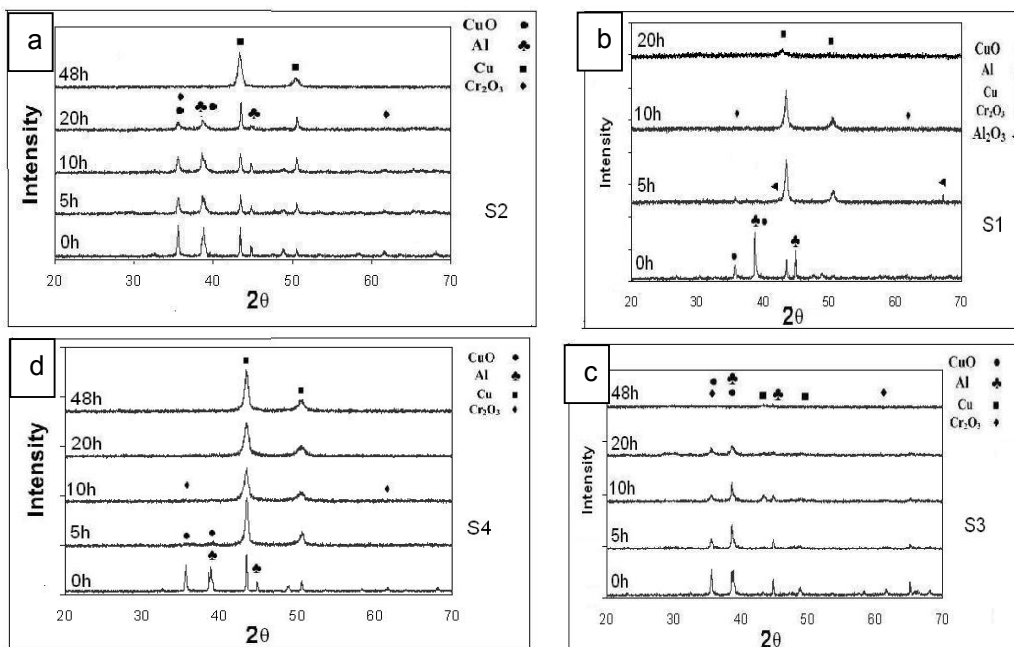 a
CuO ●
Al ♣
Cu ■
Cr₂O₃ ♦
48h
20h
10h
5h
0h
S2
Intensity
20 30 40 50 60 70
2θ
b
CuO
Al
Cu
Cr₂O₃
Al₂O₃
20h
10h
5h
0h
S1
Intensity
20 30 40 50 60 70
2θ
d
CuO ●
Al ♣
Cu ■
Cr₂O₃ ♦
48h
20h
10h
5h
0h
S4
Intensity
20 30 40 50 60 70
2θ
c
CuO ●
Al ♣
Cu ■
Cr₂O₃ ♦
48h
20h
10h
5h
0h
S3
Intensity
20 30 40 50 60 70
2θ